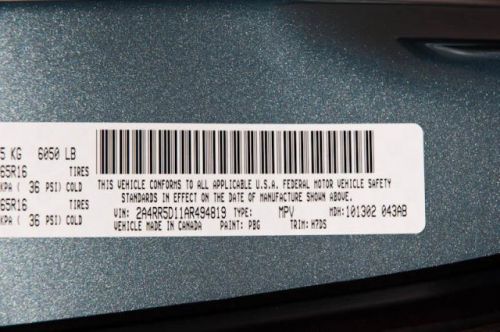 5 KG 6050 LB
65R16 TIRES
KPA ( 36 PSI) COLD
65R16 TIRES
KPA ( 36 PSI) COLD
THIS VEHICLE CONFORMS TO ALL APPLICABLE U.S.A. FEDERAL MOTOR VEHICLE SAFETY
STANDARDS IN EFFECT ON THE DATE OF MANUFACTURE SHOWN ABOVE.
VIN: 2A4RR5D11AR494819 TYPE: MPV MDH: 101302 043AB
VEHICLE MADE IN CANADA PAINT: PBG TRIM: H7DS